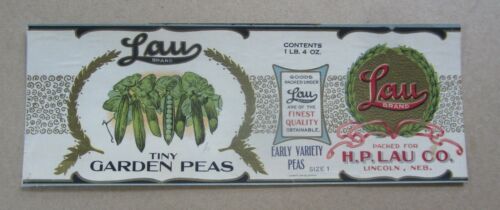 Lau
BRAND
TINY
GARDEN PEAS
CONTENTS
1 LB. 4 OZ.
GOODS
PACKED UNDER
Lau
BRAND
ARE OF THE
FINEST
QUALITY
OBTAINABLE.
EARLY VARIETY
PEAS SIZE 1
Lau
BRAND
PACKED FOR
H.P. LAU CO.
LINCOLN, NEB.